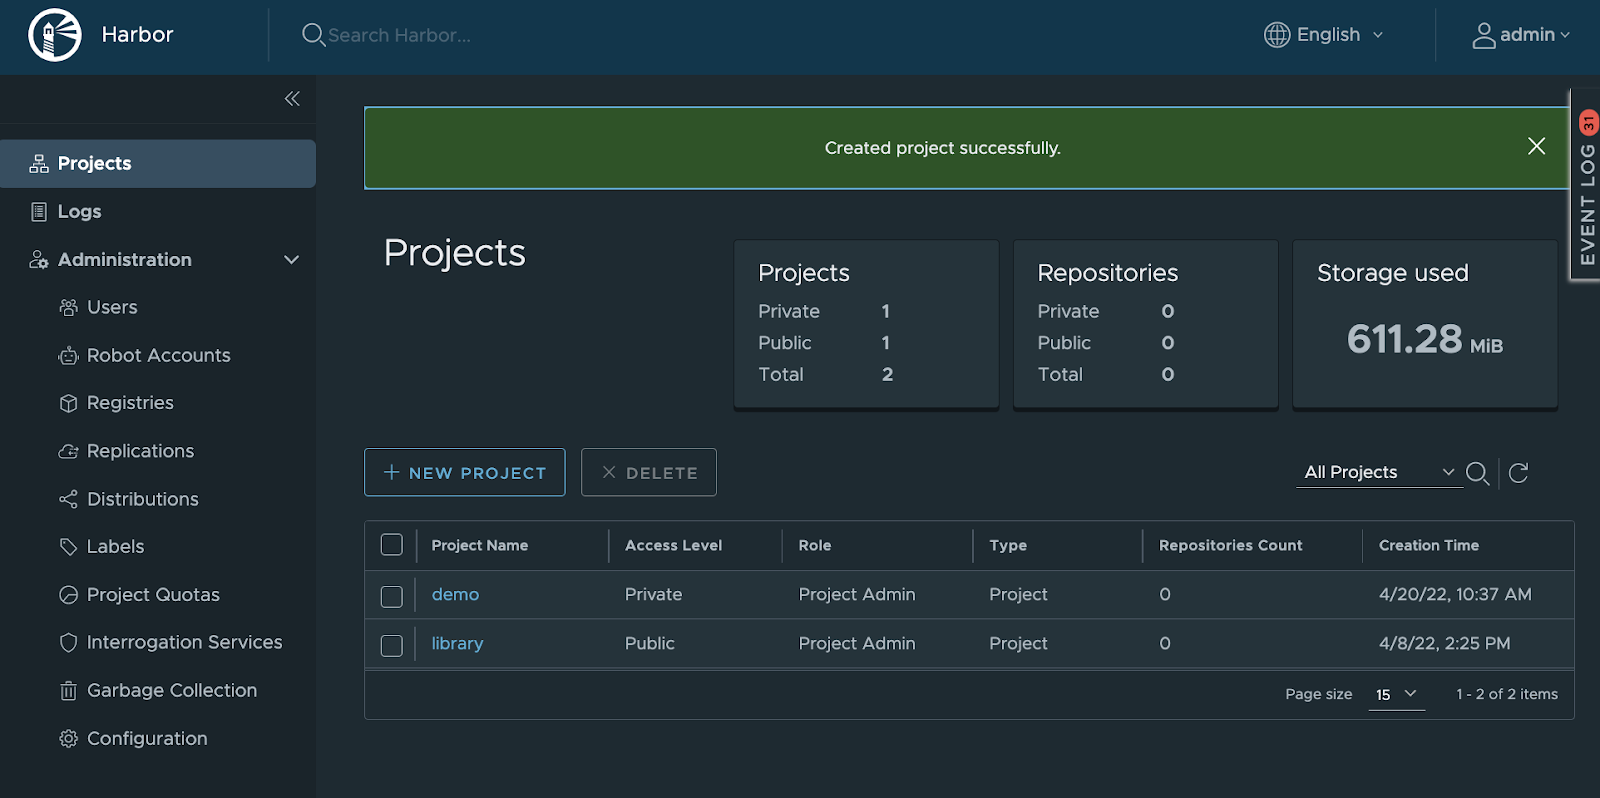 Harbor
Search Harbor...
English
admin
Projects
Logs
Administration
Users
Robot Accounts
Registries
Replications
Distributions
Labels
Project Quotas
Interrogation Services
Garbage Collection
Configuration
Created project successfully.
EVENT LOG 31
Projects
Projects
Private 1
Public 1
Total 2
Repositories
Private 0
Public 0
Total 0
Storage used
611.28 MiB
NEW PROJECT
DELETE
All Projects
Project Name Access Level Role Type Repositories Count Creation Time
demo Private Project Admin Project 0 4/20/22, 10:37 AM
library Public Project Admin Project 0 4/8/22, 2:25 PM
Page size 15 1 - 2 of 2 items